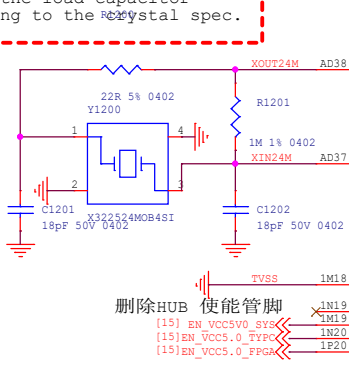 the load capacitor
ng to the crystal spec.
R1200
XOUT24M AD38
22R 5% 0402
Y1200
R1201
1 4
1M 1% 0402
XIN24M AD37
2 3
C1201
18pF 50V 0402
X322524MOB4SI
C1202
18pF 50V 0402
TVSS 1M18
删除HUB 使能管脚
1N19
[15] EN_VCC5V0_SYS 1M19
[15]EN_VCC5.0_TYPC 1N20
[15]EN_VCC5.0_FPGA 1P20